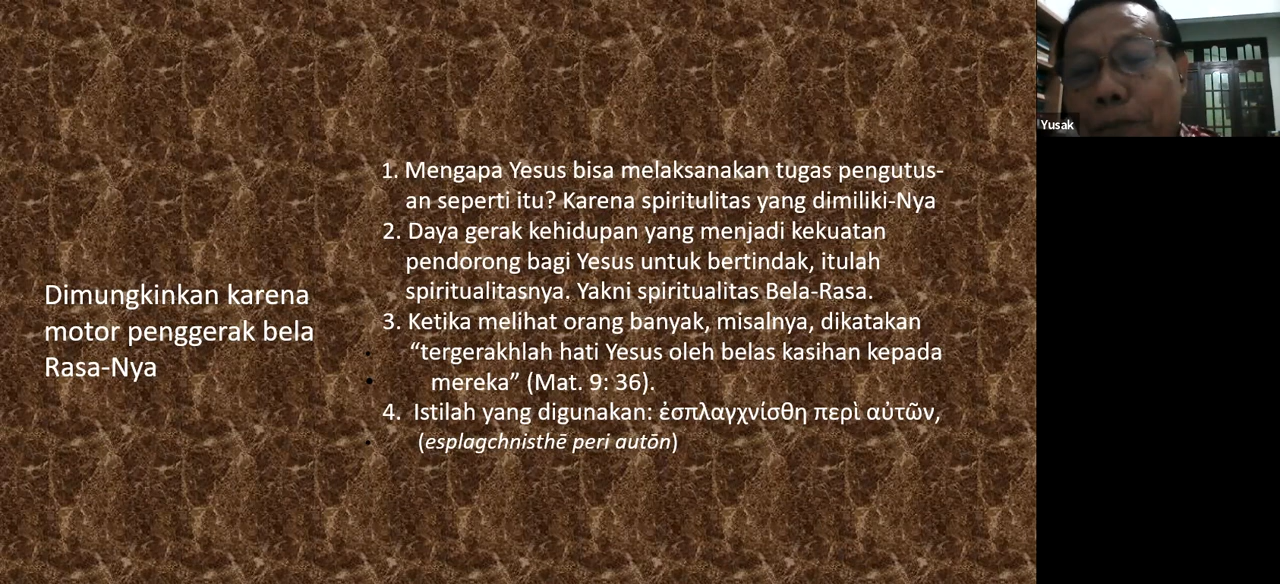 Dimungkinkan karena
motor penggerak bela
Rasa-Nya
1. Mengapa Yesus bisa melaksanakan tugas pengutus-
an seperti itu? Karena spiritulitas yang dimiliki-Nya
2. Daya gerak kehidupan yang menjadi kekuatan
pendorong bagi Yesus untuk bertindak, itulah
spiritualitasnya. Yakni spiritualitas Bela-Rasa.
3. Ketika melihat orang banyak, misalnya, dikatakan
“tergerakhlah hati Yesus oleh belas kasihan kepada
mereka” (Mat. 9: 36).
4. Istilah yang digunakan: ἐσπλαγχνίσθη περὶ αὐτῶν,
(esplagchnisthē peri autōn)
Yusak